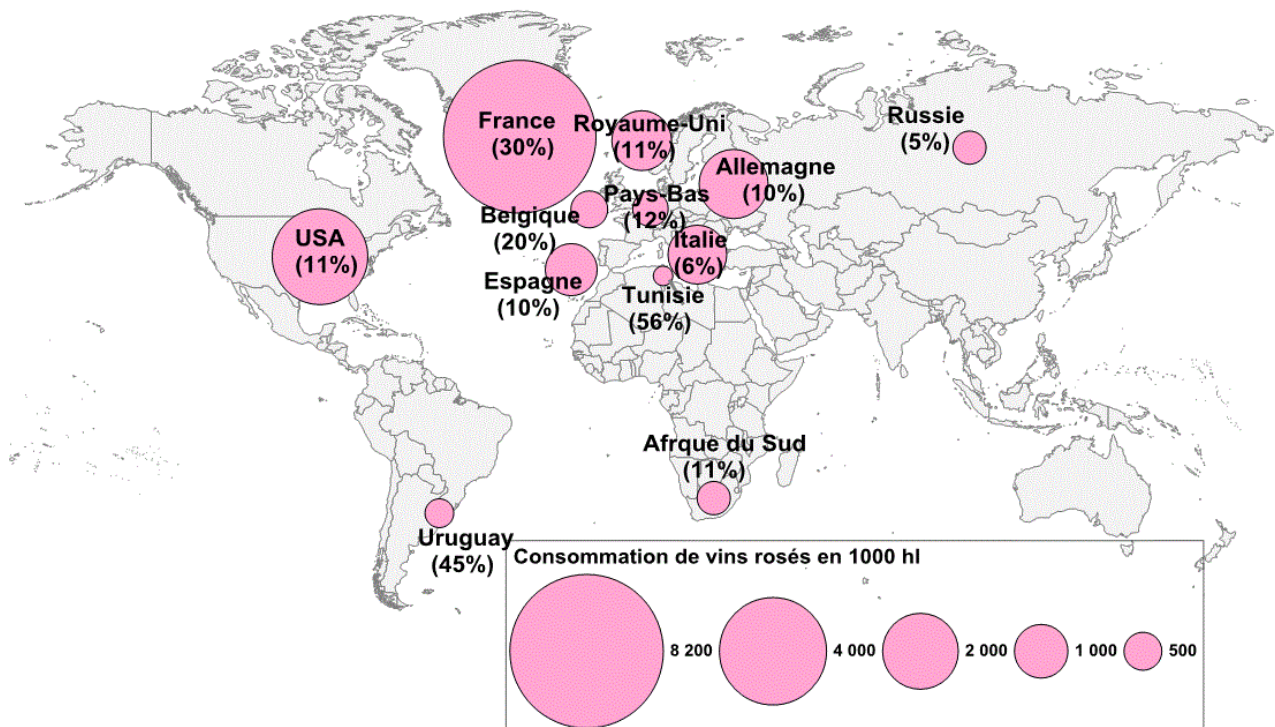 France
(30%)
Royaume-Uni
(11%)
Russie
(5%)
Allemagne
(10%)
Pays-Bas
(12%)
Belgique
(20%)
USA
(11%)
Italie
(6%)
Espagne
(10%)
Tunisie
(56%)
Afrque du Sud
(11%)
Uruguay
(45%)
Consommation de vins rosés en 1000 hl
8 200
4 000
2 000
1 000
500